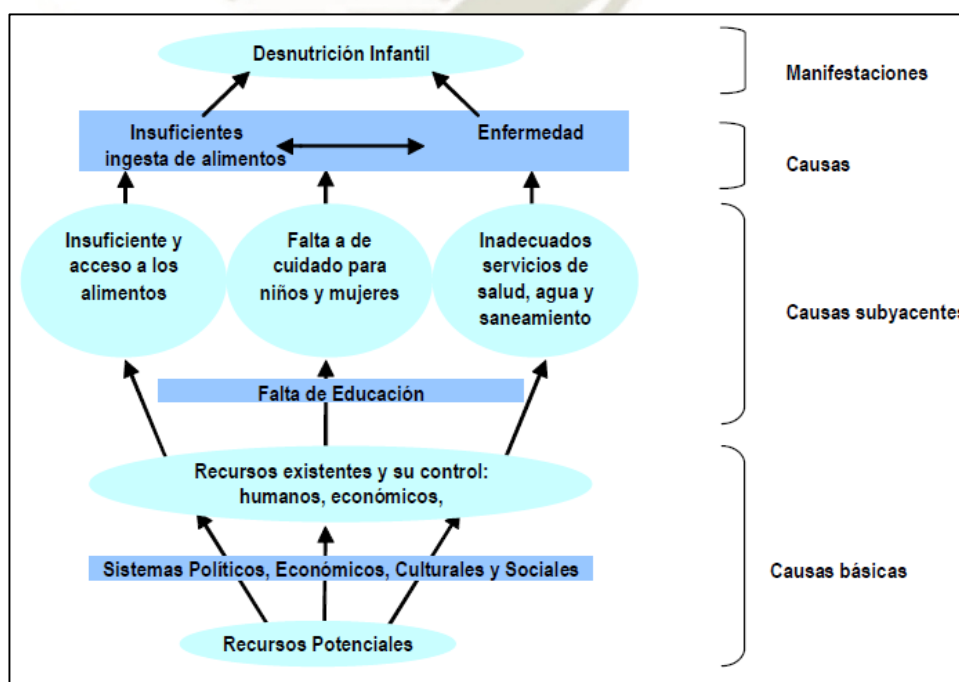 Desnutrición Infantil
Manifestaciones
Insuficientes
ingesta de alimentos
Enfermedad
Causas
Insuficiente y
acceso a los
alimentos
Falta a de
cuidado para
niños y mujeres
Inadecuados
servicios de
salud, agua y
saneamiento
Causas subyacentes
Falta de Educación
Recursos existentes y su control:
humanos, económicos,
Sistemas Políticos, Económicos, Culturales y Sociales
Causas básicas
Recursos Potenciales